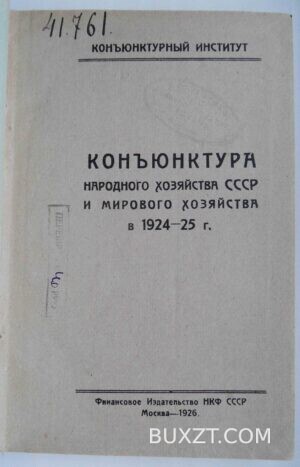 41.761.
КОНЪЮНКТУРНЫЙ ИНСТИТУТ
КОНЪЮНКТУРА
НАРОДНОГО ХОЗЯЙСТВА СССР
И МИРОВОГО ХОЗЯЙСТВА
в 1924—25 г.
Финансовое Издательство НКФ СССР
Москва—1926.
BUXZT.COM